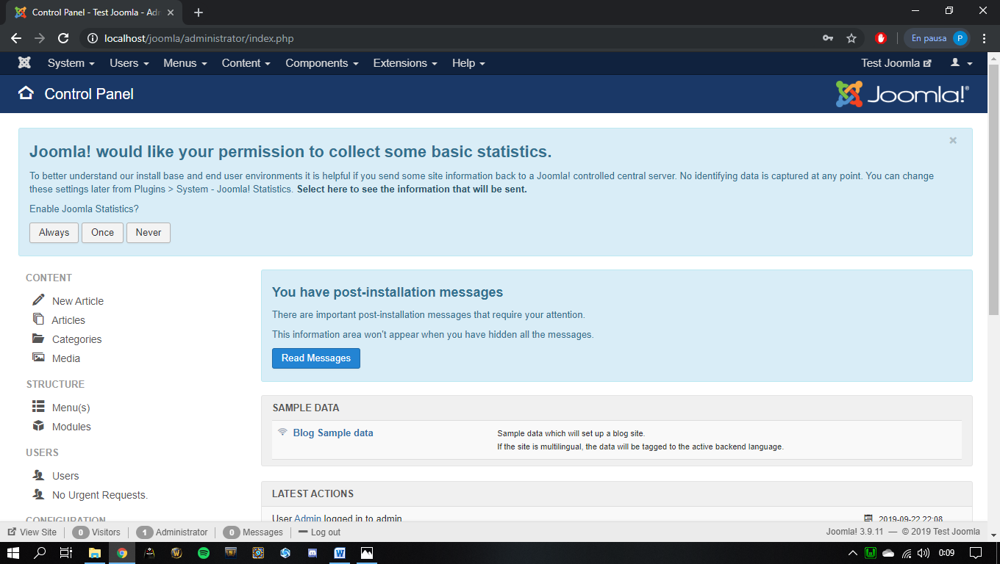 Control Panel - Test Joomla - Adr
localhost/joomla/administrator/index.php
En pausa
P
System
Users
Menus
Content
Components
Extensions
Help
Test Joomla
Control Panel
Joomla!®
Joomla! would like your permission to collect some basic statistics.
To better understand our install base and end user environments it is helpful if you send some site information back to a Joomla! controlled central server. No identifying data is captured at any point. You can change
these settings later from Plugins > System - Joomla! Statistics. Select here to see the information that will be sent.
Enable Joomla Statistics?
Always
Once
Never
CONTENT
New Article
Articles
Categories
Media
STRUCTURE
Menu(s)
Modules
USERS
Users
No Urgent Requests.
CONFIGURATION
You have post-installation messages
There are important post-installation messages that require your attention.
This information area won't appear when you have hidden all the messages.
Read Messages
SAMPLE DATA
Blog Sample data
Sample data which will set up a blog site.
If the site is multilingual, the data will be tagged to the active backend language.
LATEST ACTIONS
User Admin logged in to admin
2019-09-22 22:08
View Site
0 Visitors
1 Administrator
0 Messages
Log out
Joomla! 3.9.11 — © 2019 Test Joomla
0:09